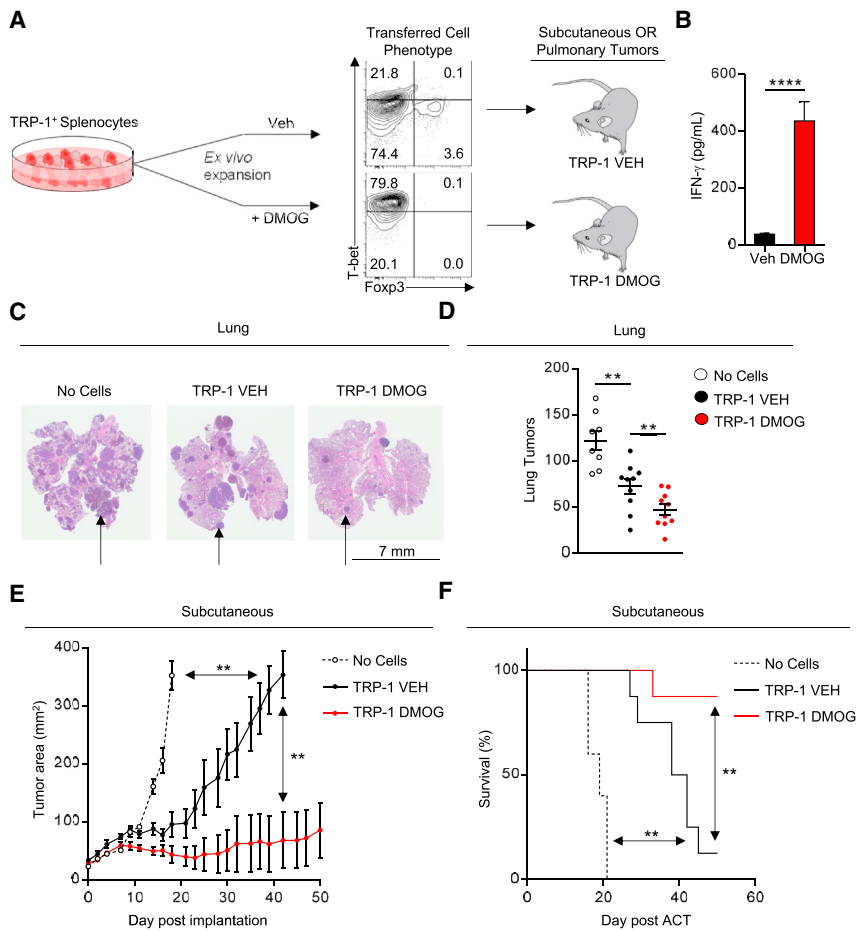 A
Transferred Cell
Phenotype
Subcutaneous OR
Pulmonary Tumors
TRP-1+ Splenocytes
Veh
Ex vivo
expansion
+ DMOG
21.8 0.1
74.4 3.6
79.8 0.1
20.1 0.0
T-bet
Foxp3
TRP-1 VEH
TRP-1 DMOG
B
600
400
200
0
IFN-γ (pg/mL)
****
Veh DMOG
C
Lung
No Cells TRP-1 VEH TRP-1 DMOG
7 mm
D
Lung
200
150
100
50
0
Lung Tumors
**
**
No Cells
TRP-1 VEH
TRP-1 DMOG
E
Subcutaneous
400
300
200
100
0
Tumor area (mm²)
0 10 20 30 40 50
Day post implantation
**
**
No Cells
TRP-1 VEH
TRP-1 DMOG
F
Subcutaneous
100
50
0
Survival (%)
0 20 40 60
Day post ACT
**
**
No Cells
TRP-1 VEH
TRP-1 DMOG